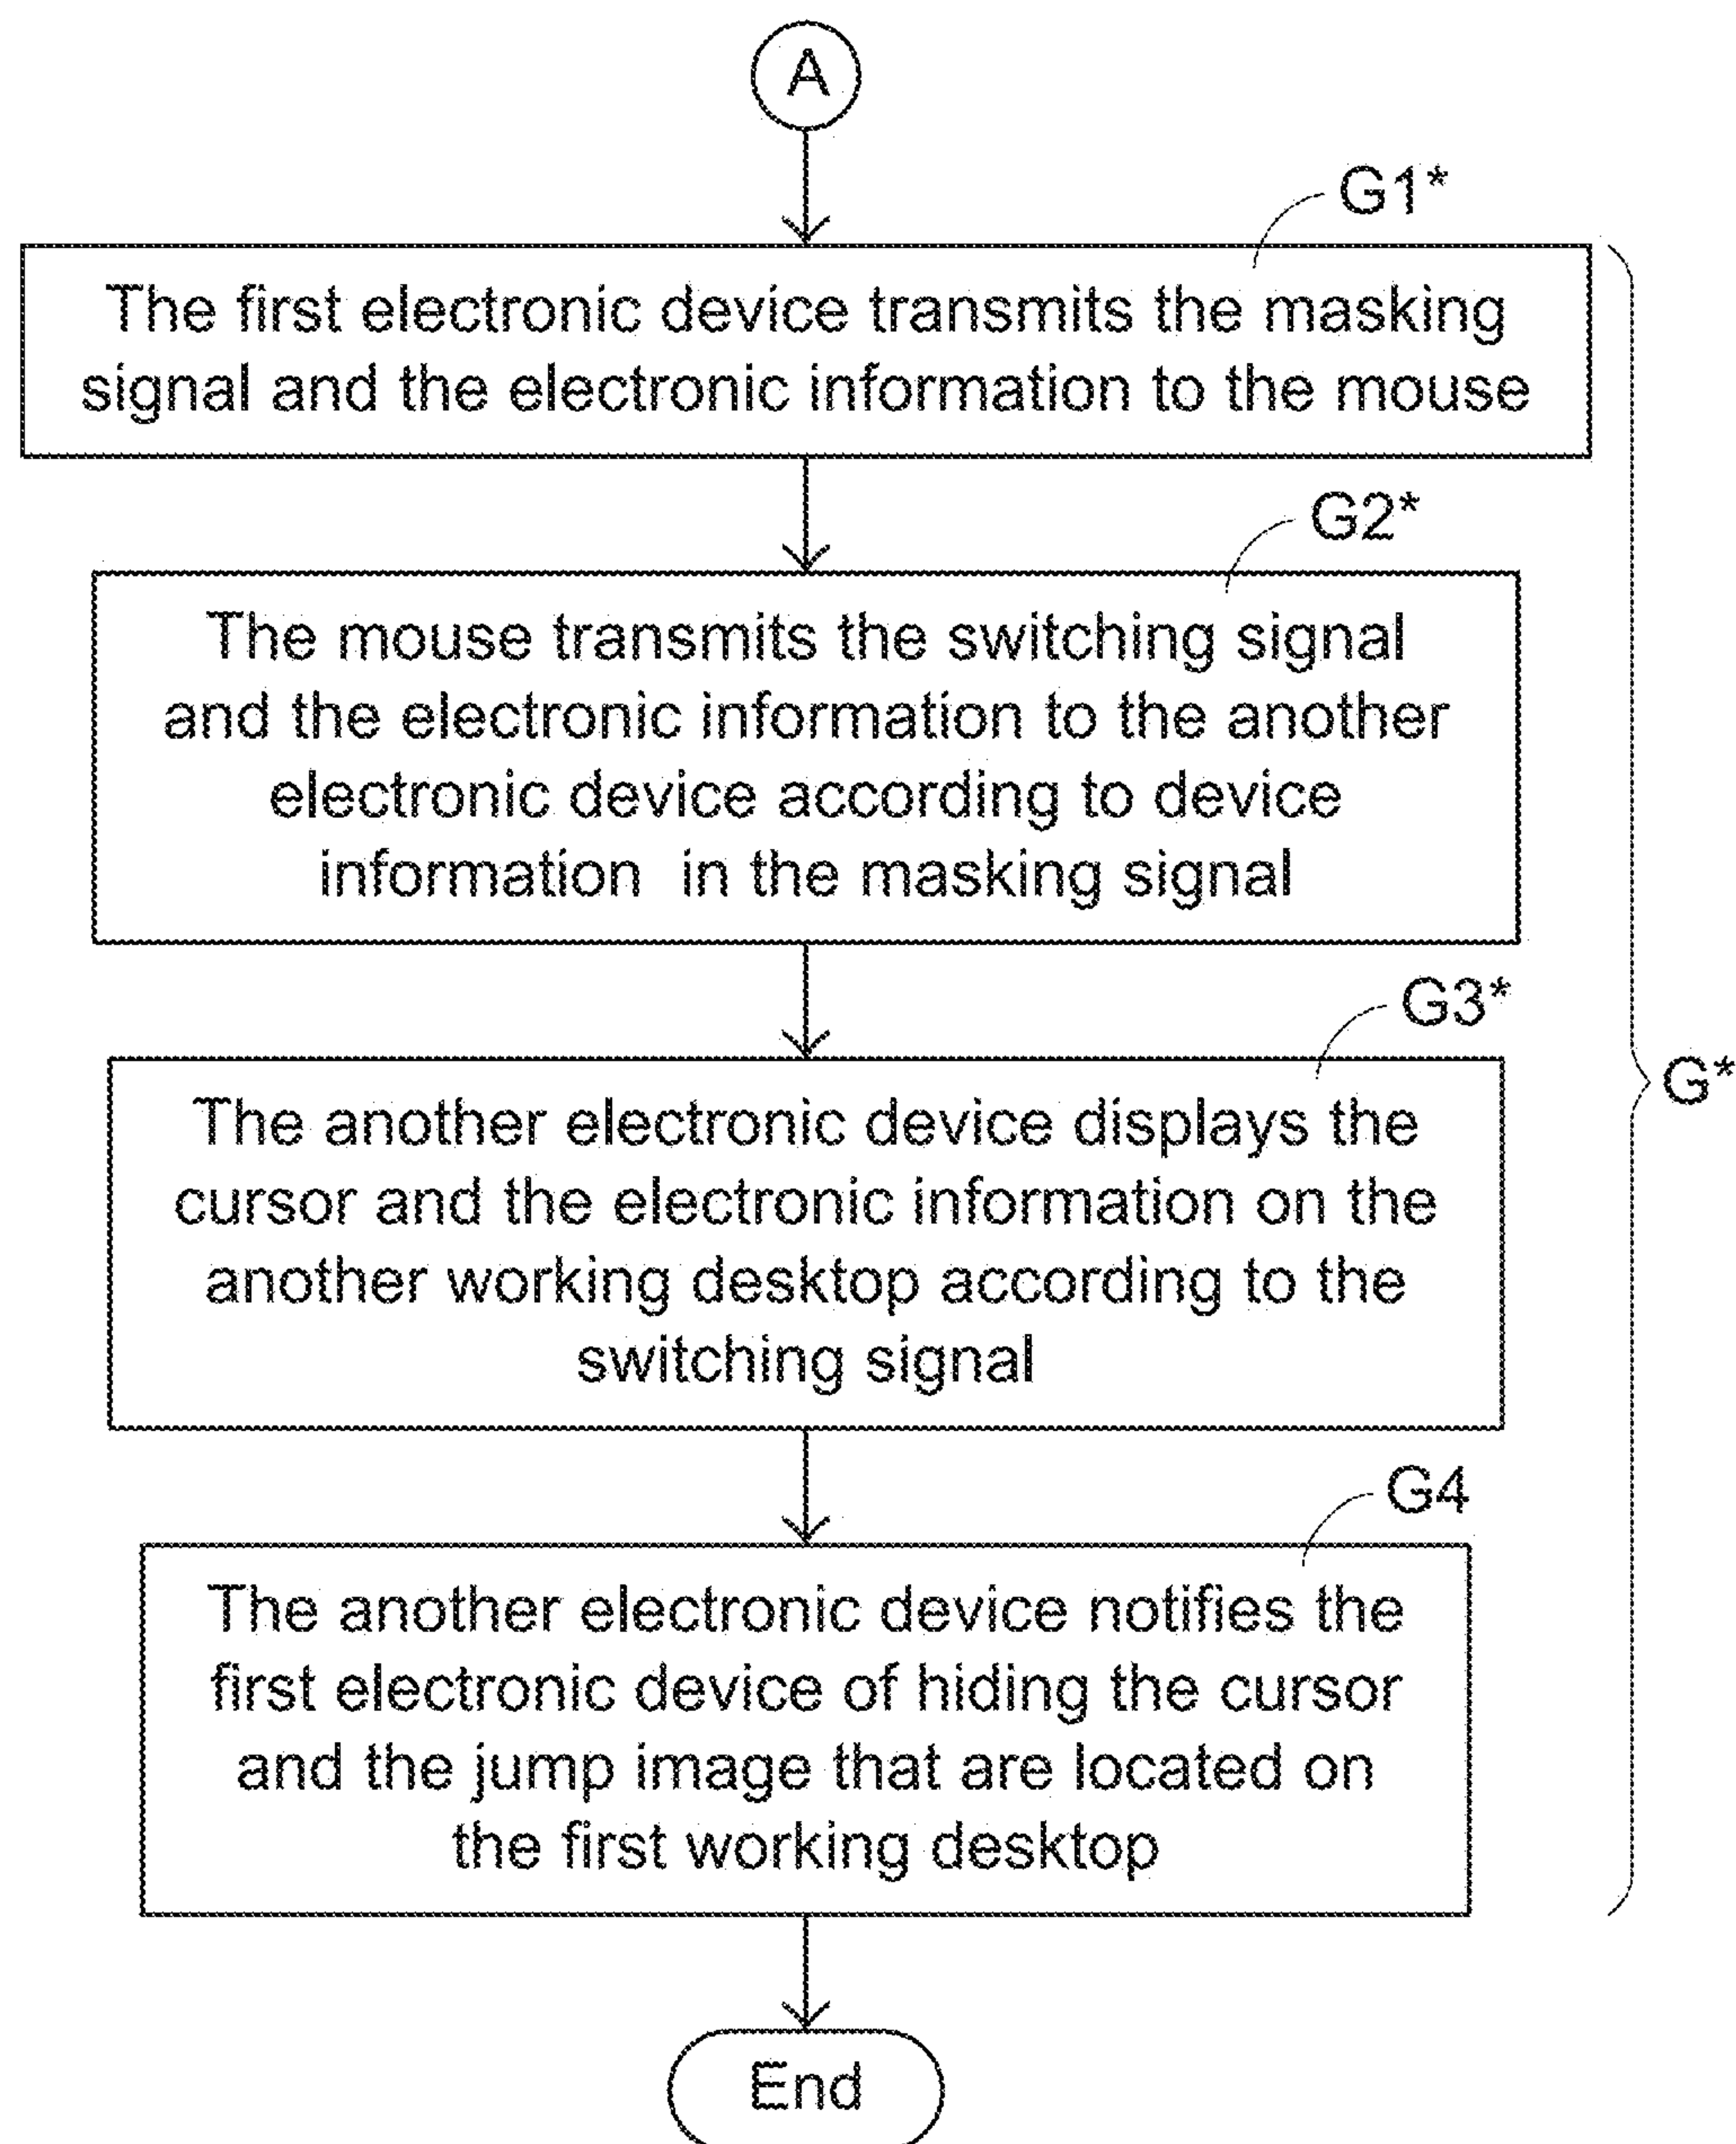 A
G1*
The first electronic device transmits the masking
signal and the electronic information to the mouse
G2*
The mouse transmits the switching signal
and the electronic information to the another
electronic device according to device
information in the masking signal
G3*
The another electronic device displays the
cursor and the electronic information on the
another working desktop according to the
switching signal
G*
G4
The another electronic device notifies the
first electronic device of hiding the cursor
and the jump image that are located on
the first working desktop
End